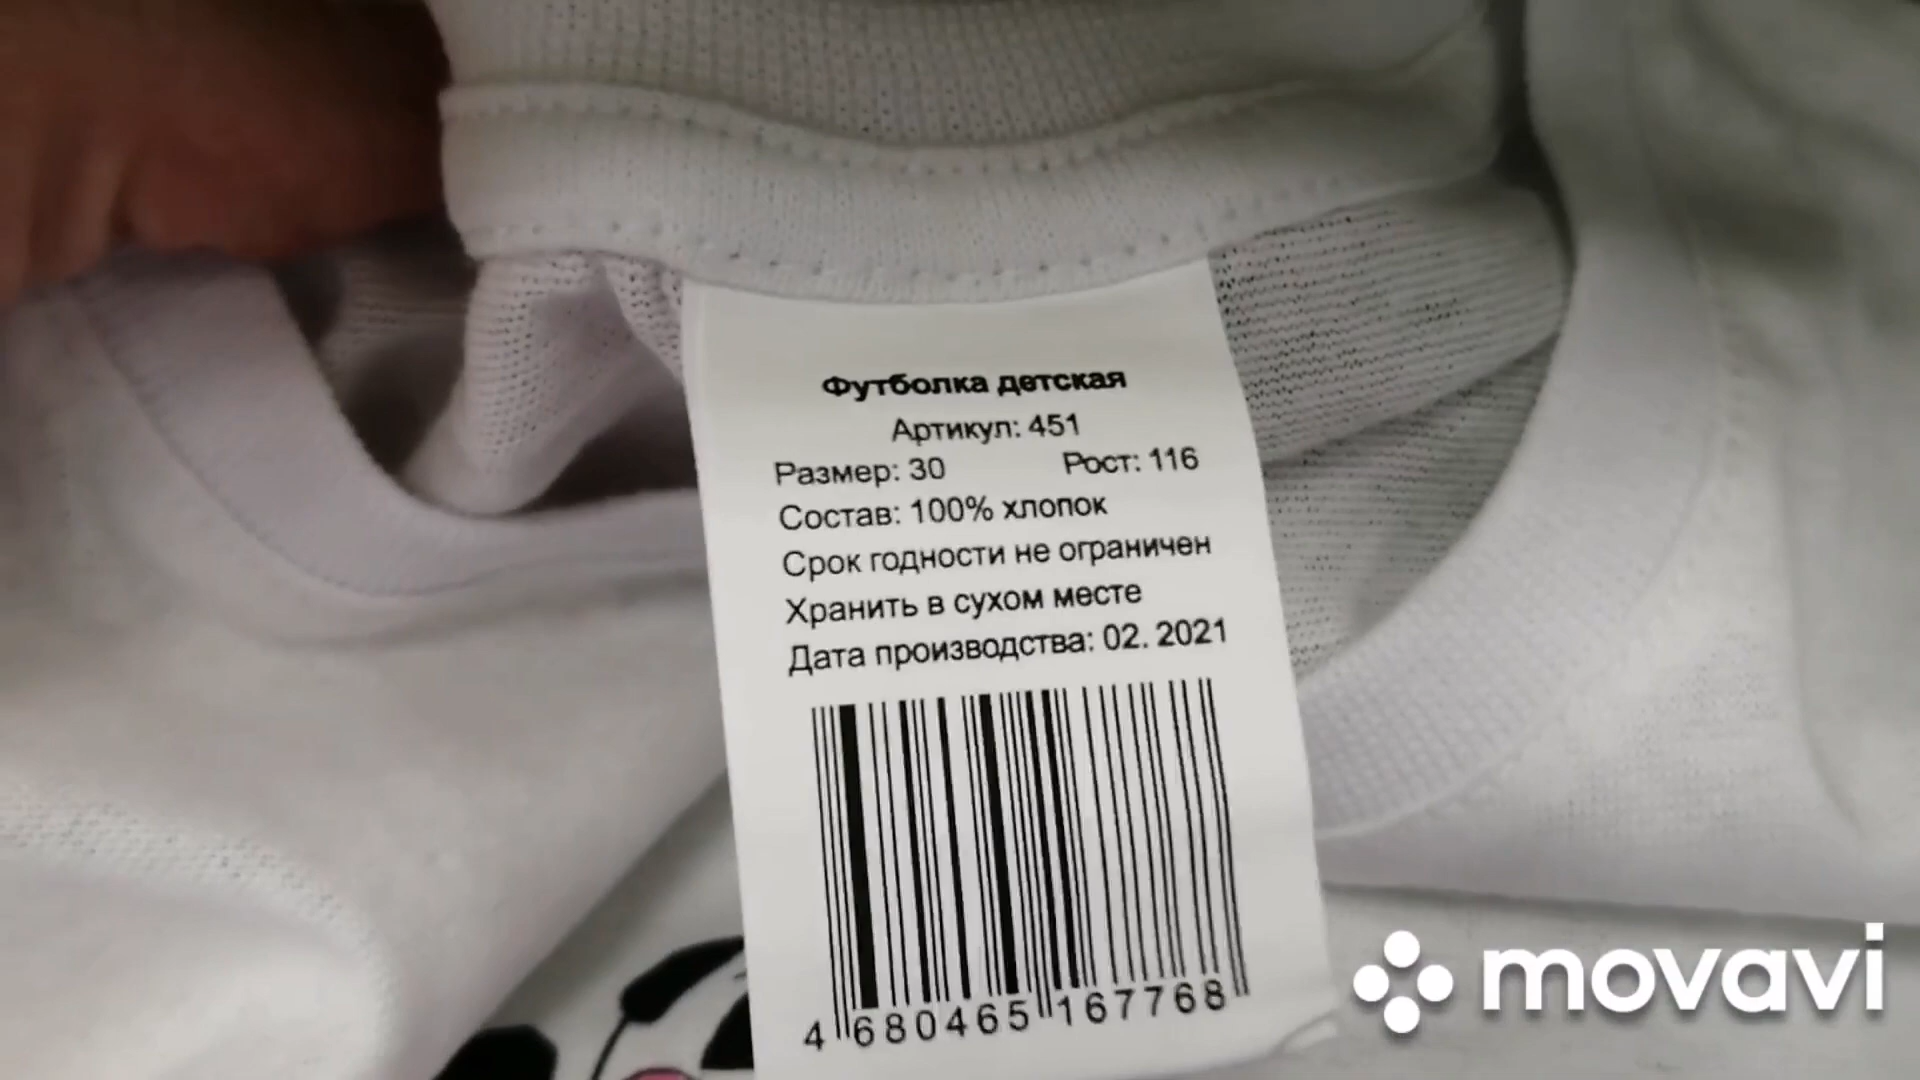 Футболка детская
Артикул: 451
Размер: 30 Рост: 116
Состав: 100% хлопок
Срок годности не ограничен
Хранить в сухом месте
Дата производства: 02. 2021
4 680465 167768
movavi